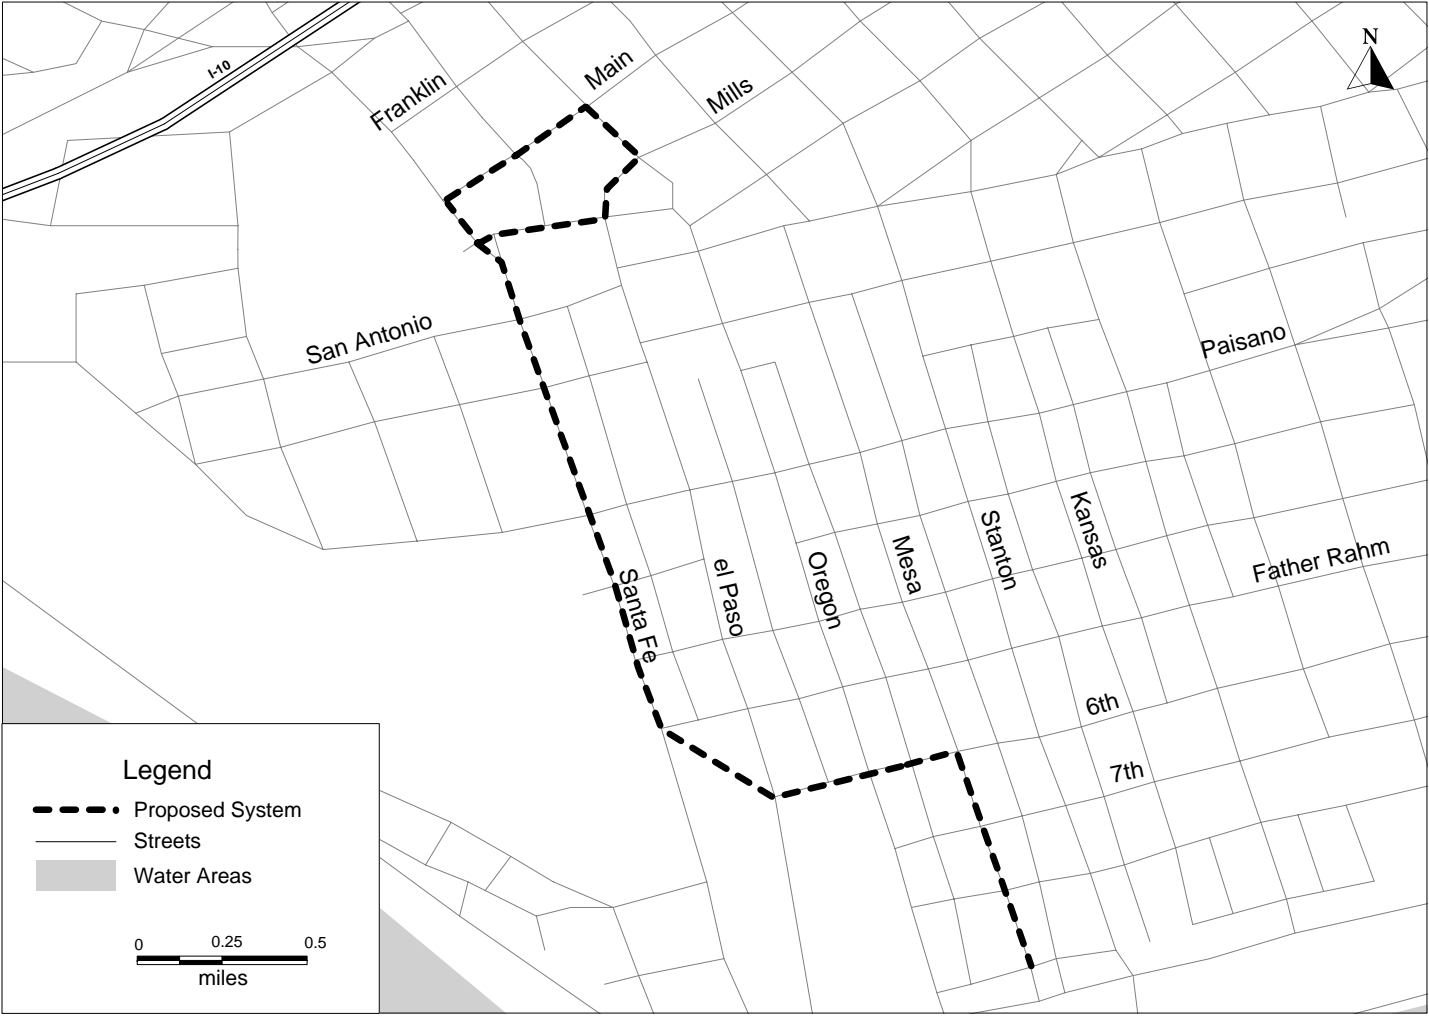 N
I-10
Main
Franklin
Mills
San Antonio
Paisano
Kansas
Stanton
Mesa
Oregon
el Paso
Santa Fe
Father Rahm
6th
7th
Legend
Proposed System
Streets
Water Areas
0 0.25 0.5
miles